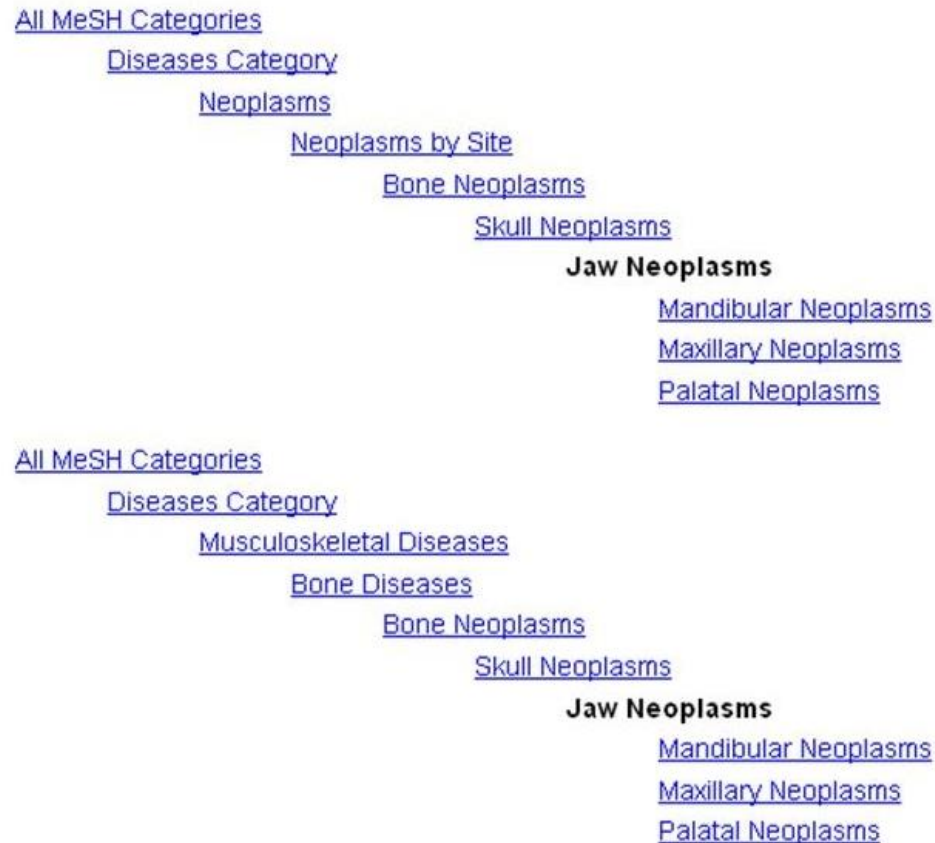 All MeSH Categories
Diseases Category
Neoplasms
Neoplasms by Site
Bone Neoplasms
Skull Neoplasms
Jaw Neoplasms
Mandibular Neoplasms
Maxillary Neoplasms
Palatal Neoplasms
All MeSH Categories
Diseases Category
Musculoskeletal Diseases
Bone Diseases
Bone Neoplasms
Skull Neoplasms
Jaw Neoplasms
Mandibular Neoplasms
Maxillary Neoplasms
Palatal Neoplasms